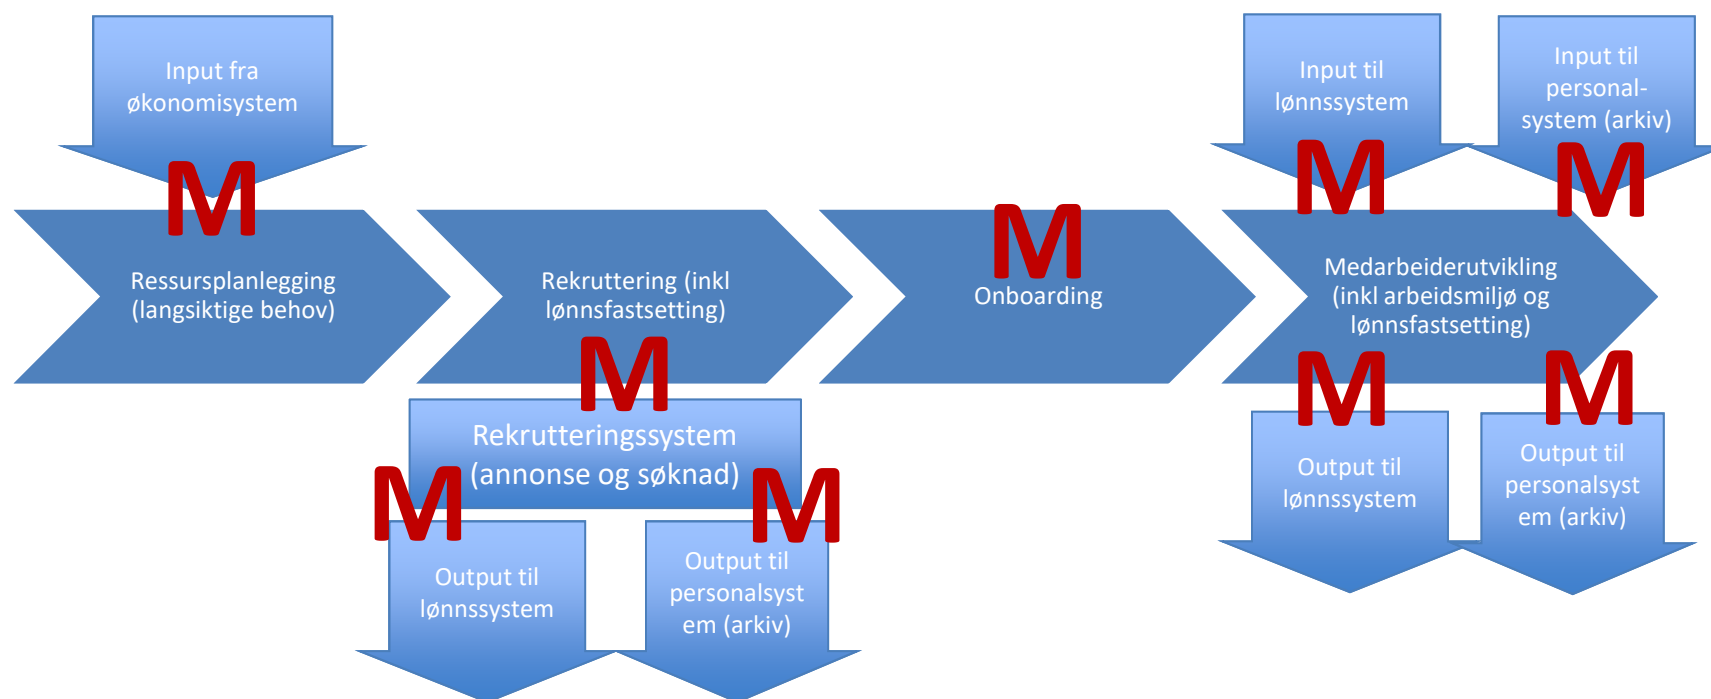 Input fra
økonomisystem
M
Input til
lønnssystem
M
Input til
personal-
system (arkiv)
M
Ressursplanlegging
(langsiktige behov)
Rekruttering (inkl
lønnsfastsetting)
M
M
Onboarding
Medarbeiderutvikling
(inkl arbeidsmiljø og
lønnsfastsetting)
M
M
Rekrutteringssystem
(annonse og søknad)
M
M
Output til
lønnssystem
Output til
personalsyst
em (arkiv)
Output til
lønnssystem
Output til
personalsyst
em (arkiv)